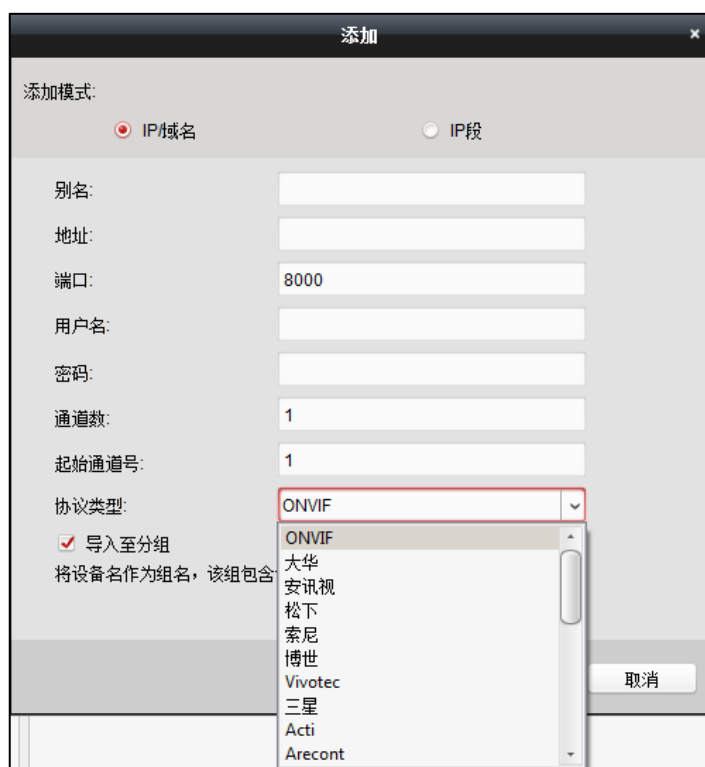 添加
添加模式:
IP/域名
IP段
别名:
地址:
端口:
8000
用户名:
密码:
通道数:
1
起始通道号:
1
协议类型:
ONVIF
导入至分组
将设备名作为组名，该组包含
ONVIF
大华
安讯视
松下
索尼
博世
Vivotec
三星
Acti
Arecont
取消